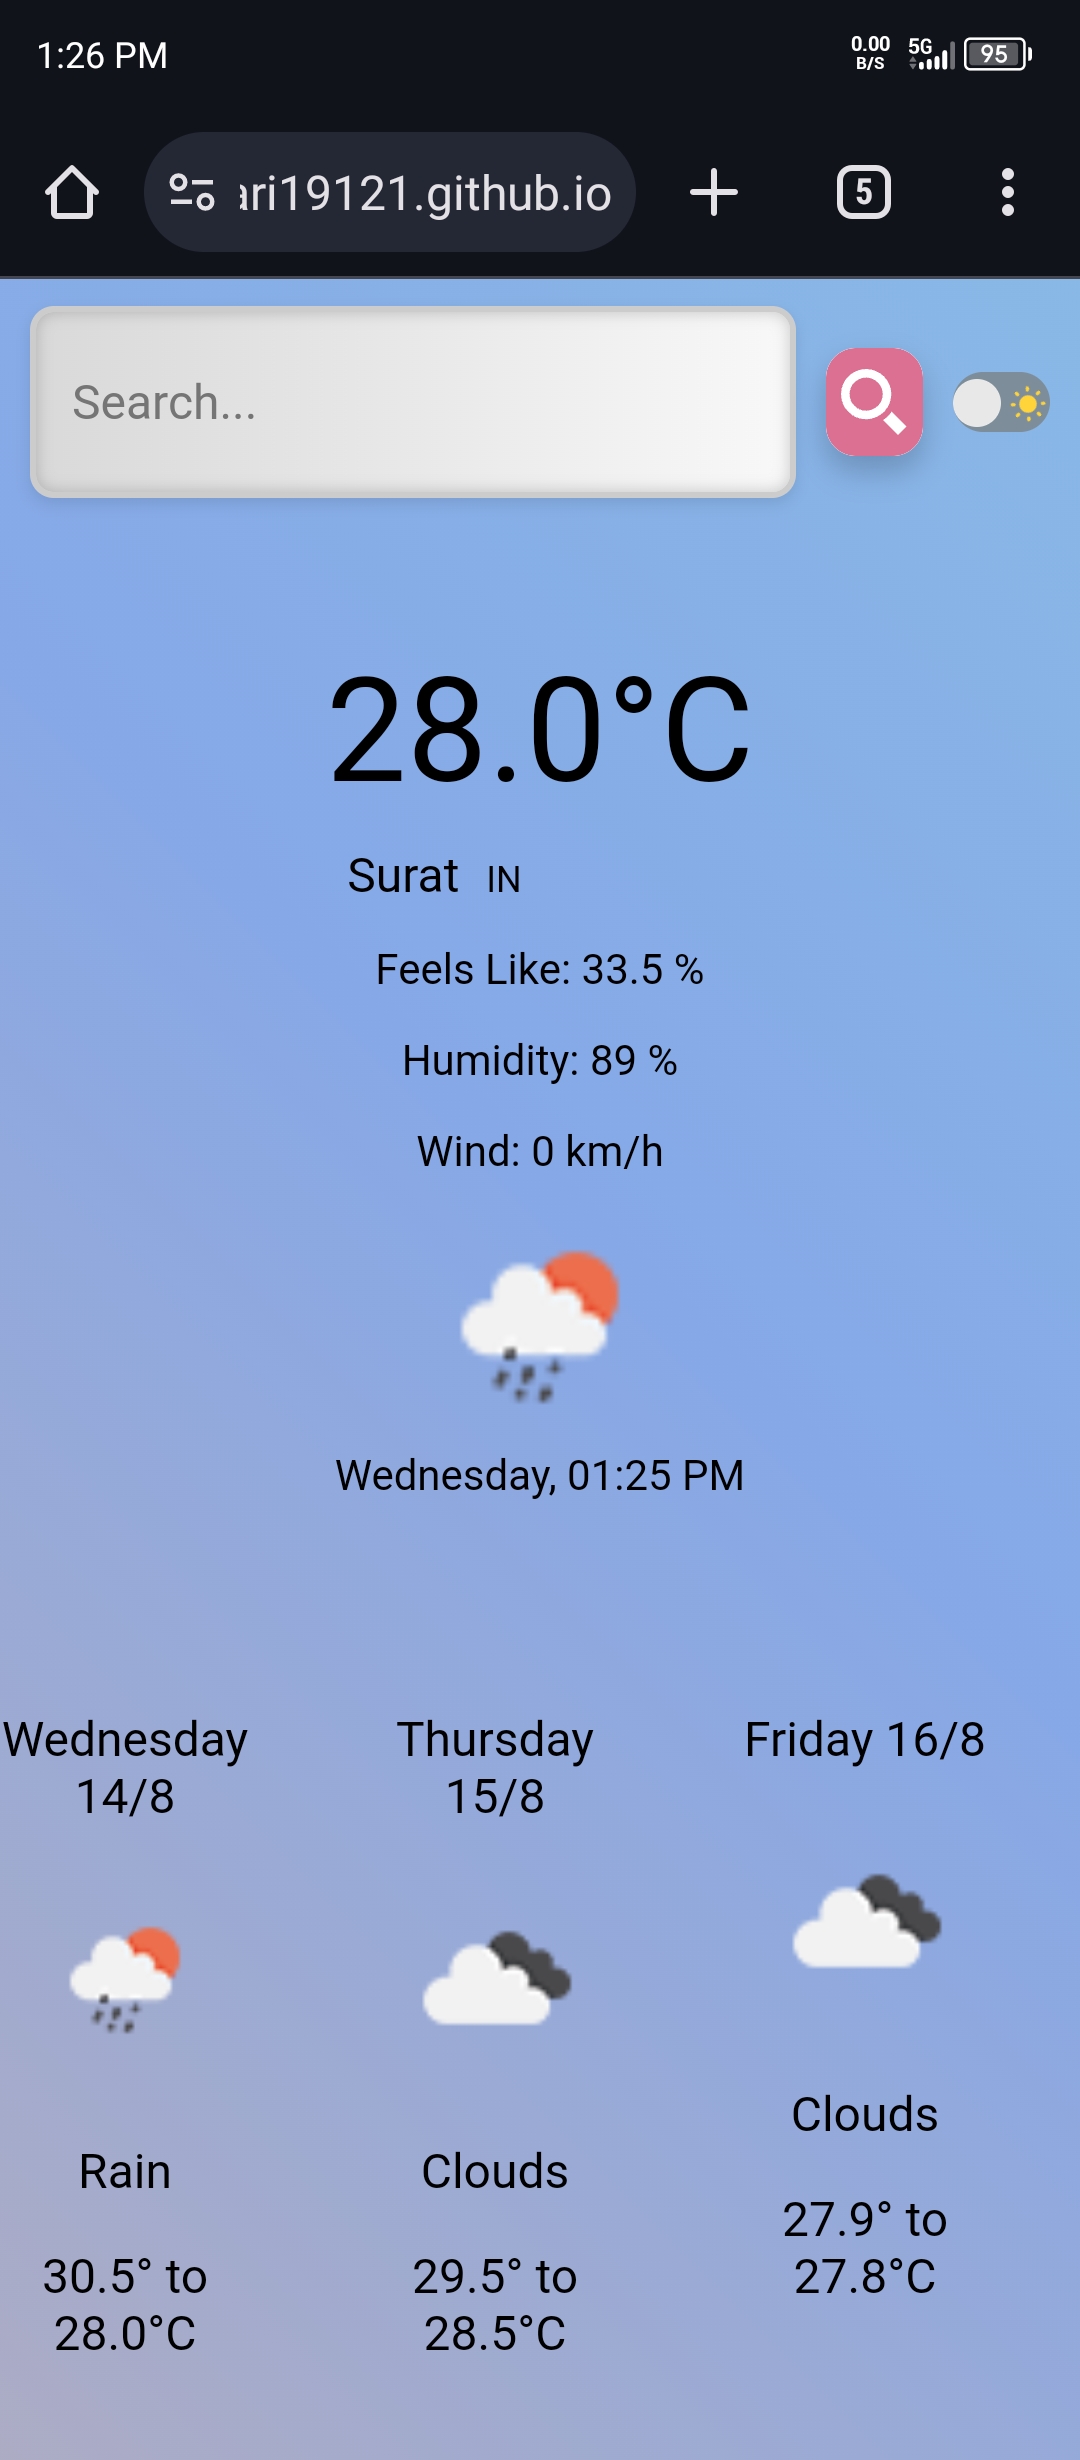 1:26 PM
0.00
B/S
5G
95
ari19121.github.io
5
Search...
28.0°C
Surat IN
Feels Like: 33.5 %
Humidity: 89 %
Wind: 0 km/h
Wednesday, 01:25 PM
Wednesday
14/8
Rain
30.5° to
28.0°C
Thursday
15/8
Clouds
29.5° to
28.5°C
Friday 16/8
Clouds
27.9° to
27.8°C